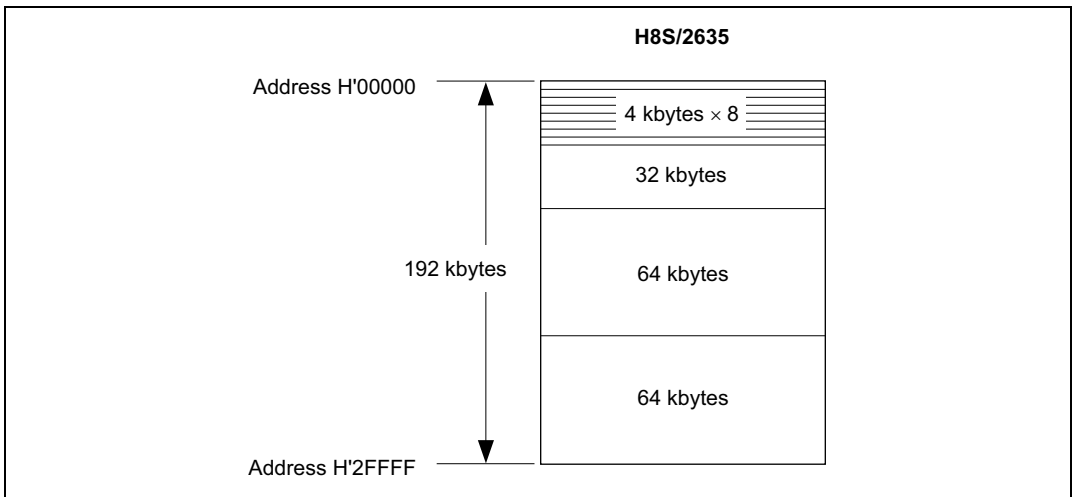 H8S/2635
Address H'00000
4 kbytes × 8
32 kbytes
192 kbytes
64 kbytes
64 kbytes
Address H'2FFFF